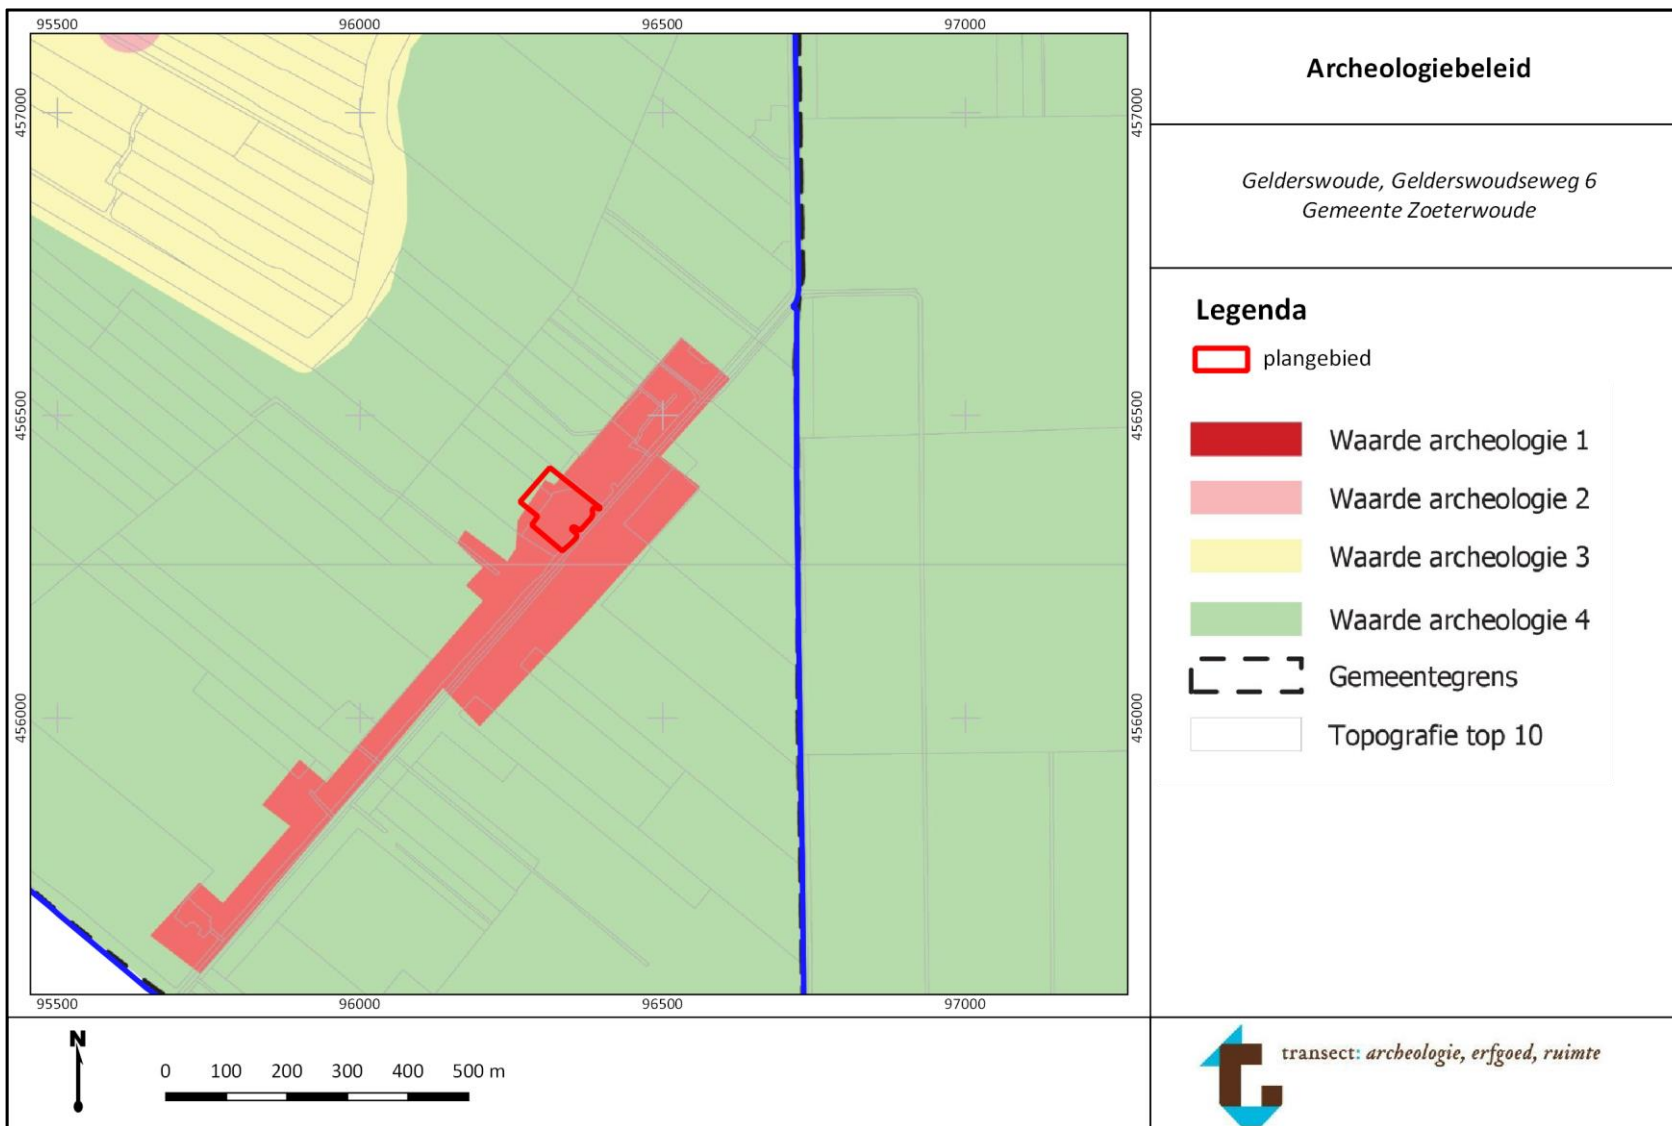 95500 96000 96500 97000
457000 457000
456500 456500
456000 456000
95500 96000 96500 97000
N
0 100 200 300 400 500 m
Archeologiebeleid
Gelderswoude, Gelderswoudseweg 6
Gemeente Zoeterwoude
Legenda
plangebied
Waarde archeologie 1
Waarde archeologie 2
Waarde archeologie 3
Waarde archeologie 4
Gemeentegrens
Topografie top 10
transect: archeologie, erfgoed, ruimte